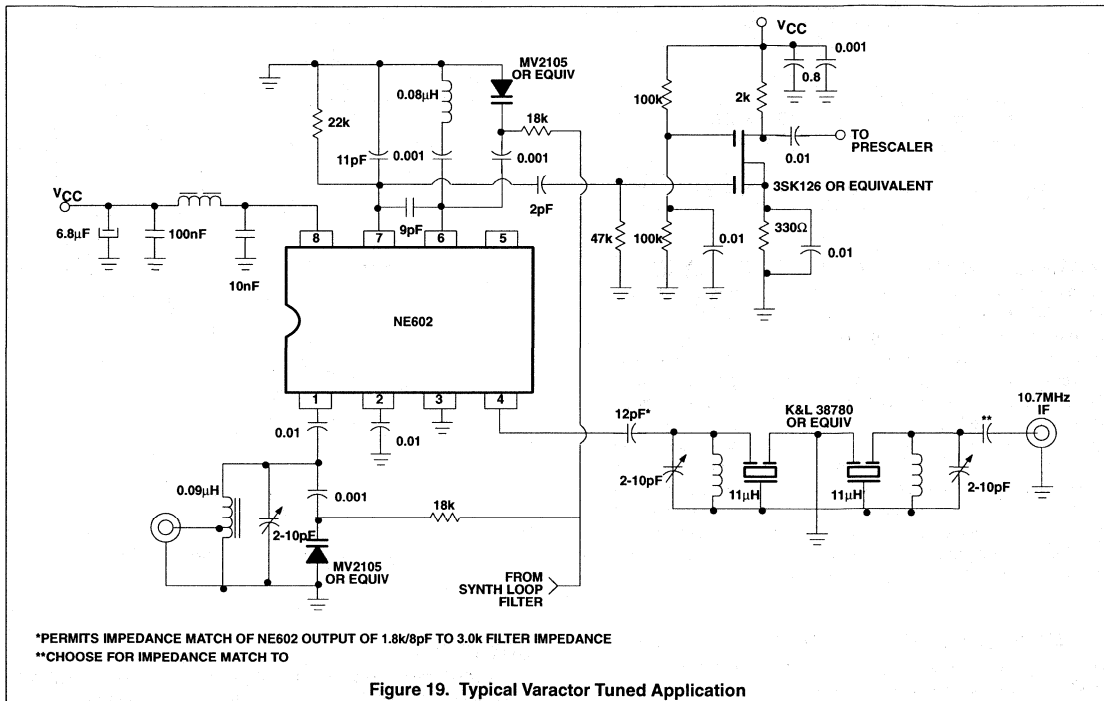 VCC
0.001
0.8
MV2105
OR EQUIV
0.08μH
100k
2k
22k
18k
11pF
0.001
0.001
0.01
TO
PRESCALER
3SK126 OR EQUIVALENT
VCC
2pF
6.8μF
100nF
10nF
9pF
47k
100k
0.01
330Ω
0.01
8
7
6
5
NE602
1
2
3
4
0.01
0.01
12pF*
K&L 38780
OR EQUIV
**
10.7MHz
IF
2-10pF
11μH
11μH
2-10pF
0.09μH
0.001
2-10pF
18k
MV2105
OR EQUIV
FROM
SYNTH LOOP
FILTER
*PERMITS IMPEDANCE MATCH OF NE602 OUTPUT OF 1.8k/8pF TO 3.0k FILTER IMPEDANCE
**CHOOSE FOR IMPEDANCE MATCH TO
Figure 19. Typical Varactor Tuned Application